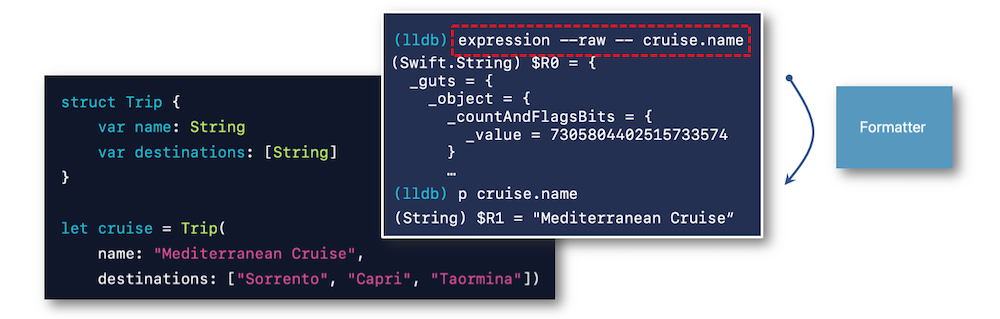 struct Trip {
    var name: String
    var destinations: [String]
}
let cruise = Trip(
    name: "Mediterranean Cruise",
    destinations: ["Sorrento", "Capri", "Taormina"])
(lldb) expression --raw -- cruise.name
(Swift.String) $R0 = {
  _guts = {
    _object = {
      _countAndFlagsBits = {
        _value = 7305804402515733574
      }
      …
(lldb) p cruise.name
(String) $R1 = "Mediterranean Cruise”
Formatter